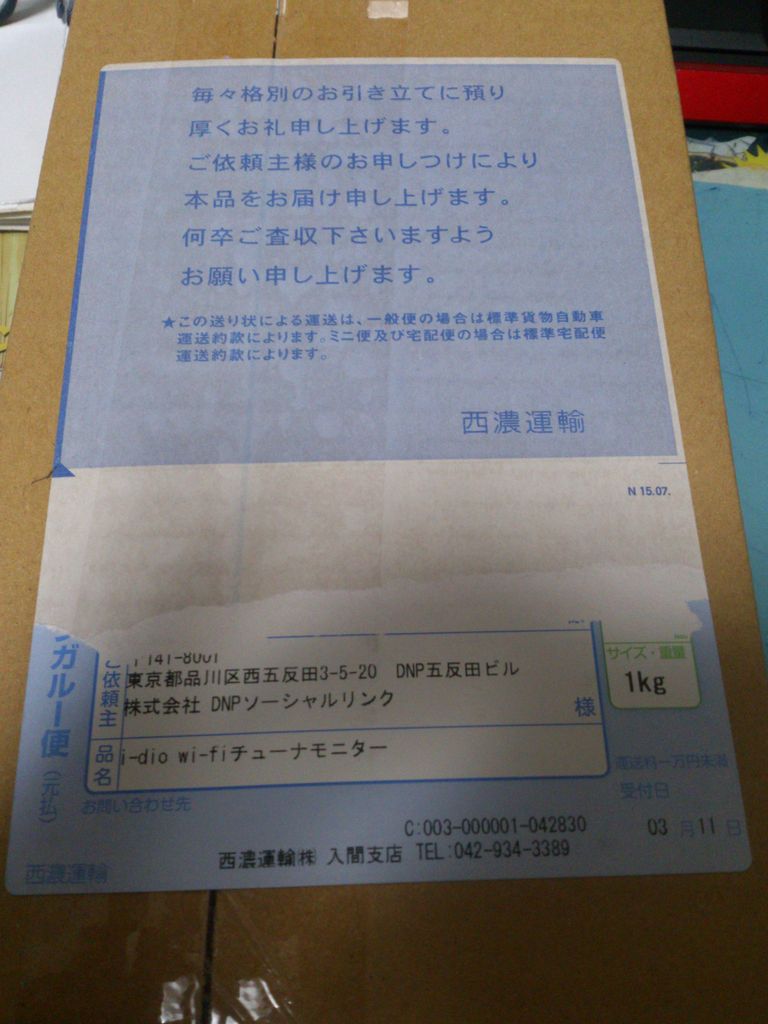 毎々格別のお引き立てに預り
厚くお礼申し上げます。
ご依頼主様のお申しつけにより
本品をお届け申し上げます。
何卒ご査収下さいますよう
お願い申し上げます。
★この送り状による運送は、一般便の場合は標準貨物自動車
運送約款によります。ミニ便及び宅配便の場合は標準宅配便
運送約款によります。
西濃運輸
N 15.07.
ガルー便(元払)
ご依頼主
141-8001
東京都品川区西五反田3-5-20 DNP五反田ビル
株式会社 DNPソーシャルリンク
様
サイズ・重量
1kg
品名
i-dio wi-fiチューナモニター
運送料一万円未満
お問い合わせ先
受付日
03月11日
C:003-000001-042830
西濃運輸㈱ 入間支店 TEL:042-934-3389
西濃運輸